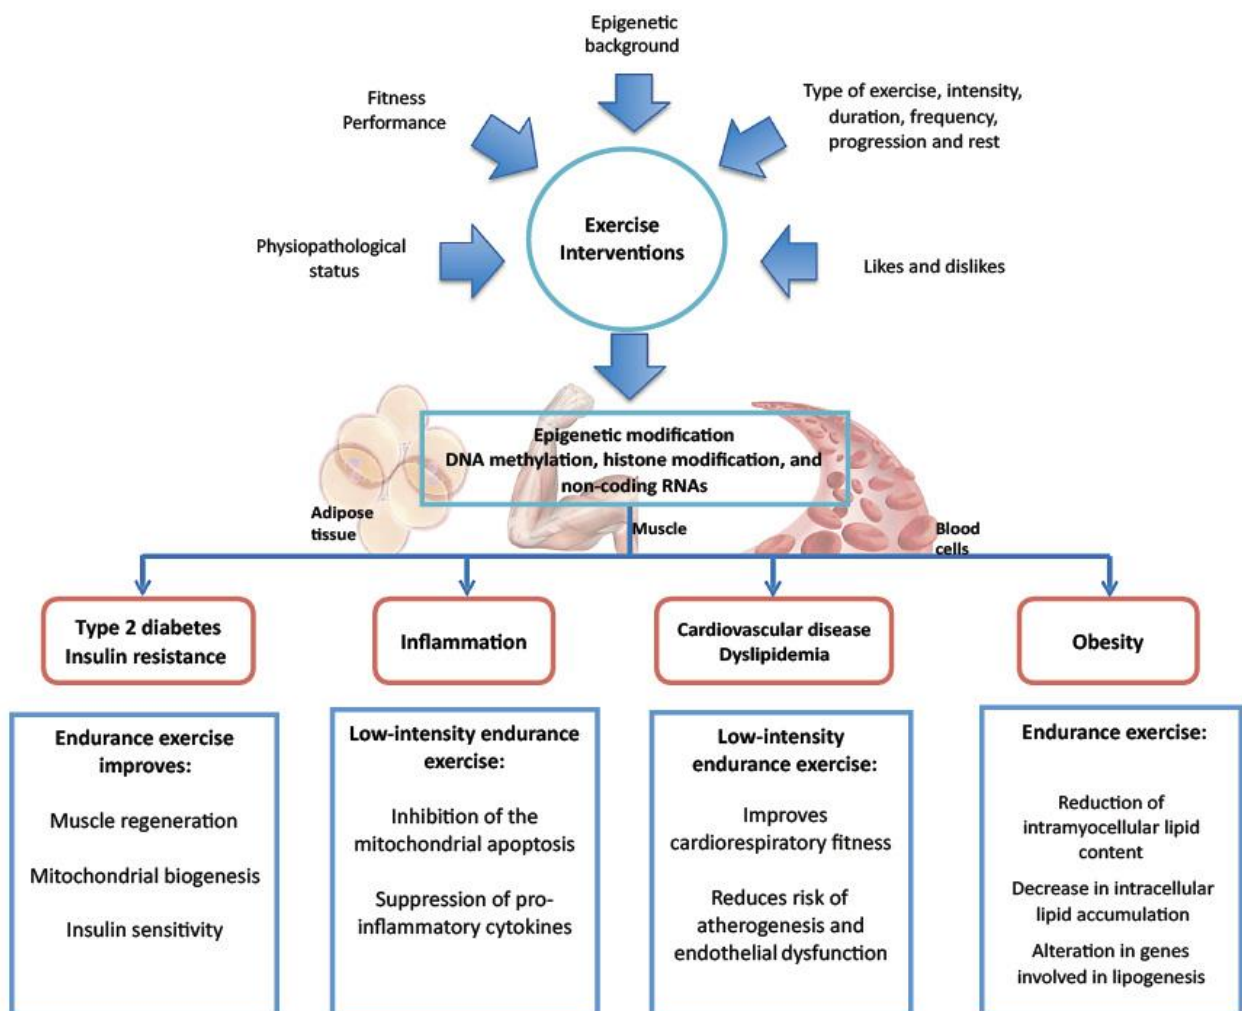 Epigenetic
background
Fitness
Performance
Type of exercise, intensity,
duration, frequency,
progression and rest
Exercise
Interventions
Physiopathological
status
Likes and dislikes
Epigenetic modification
DNA methylation, histone modification, and
non-coding RNAs
Adipose
tissue
Muscle
Blood
cells
Type 2 diabetes
Insulin resistance
Inflammation
Cardiovascular disease
Dyslipidemia
Obesity
Endurance exercise
improves:
Muscle regeneration
Mitochondrial biogenesis
Insulin sensitivity
Low-intensity endurance
exercise:
Inhibition of the
mitochondrial apoptosis
Suppression of pro-
inflammatory cytokines
Low-intensity
endurance exercise:
Improves
cardiorespiratory fitness
Reduces risk of
atherogenesis and
endothelial dysfunction
Endurance exercise:
Reduction of
intramyocellular lipid
content
Decrease in intracellular
lipid accumulation
Alteration in genes
involved in lipogenesis